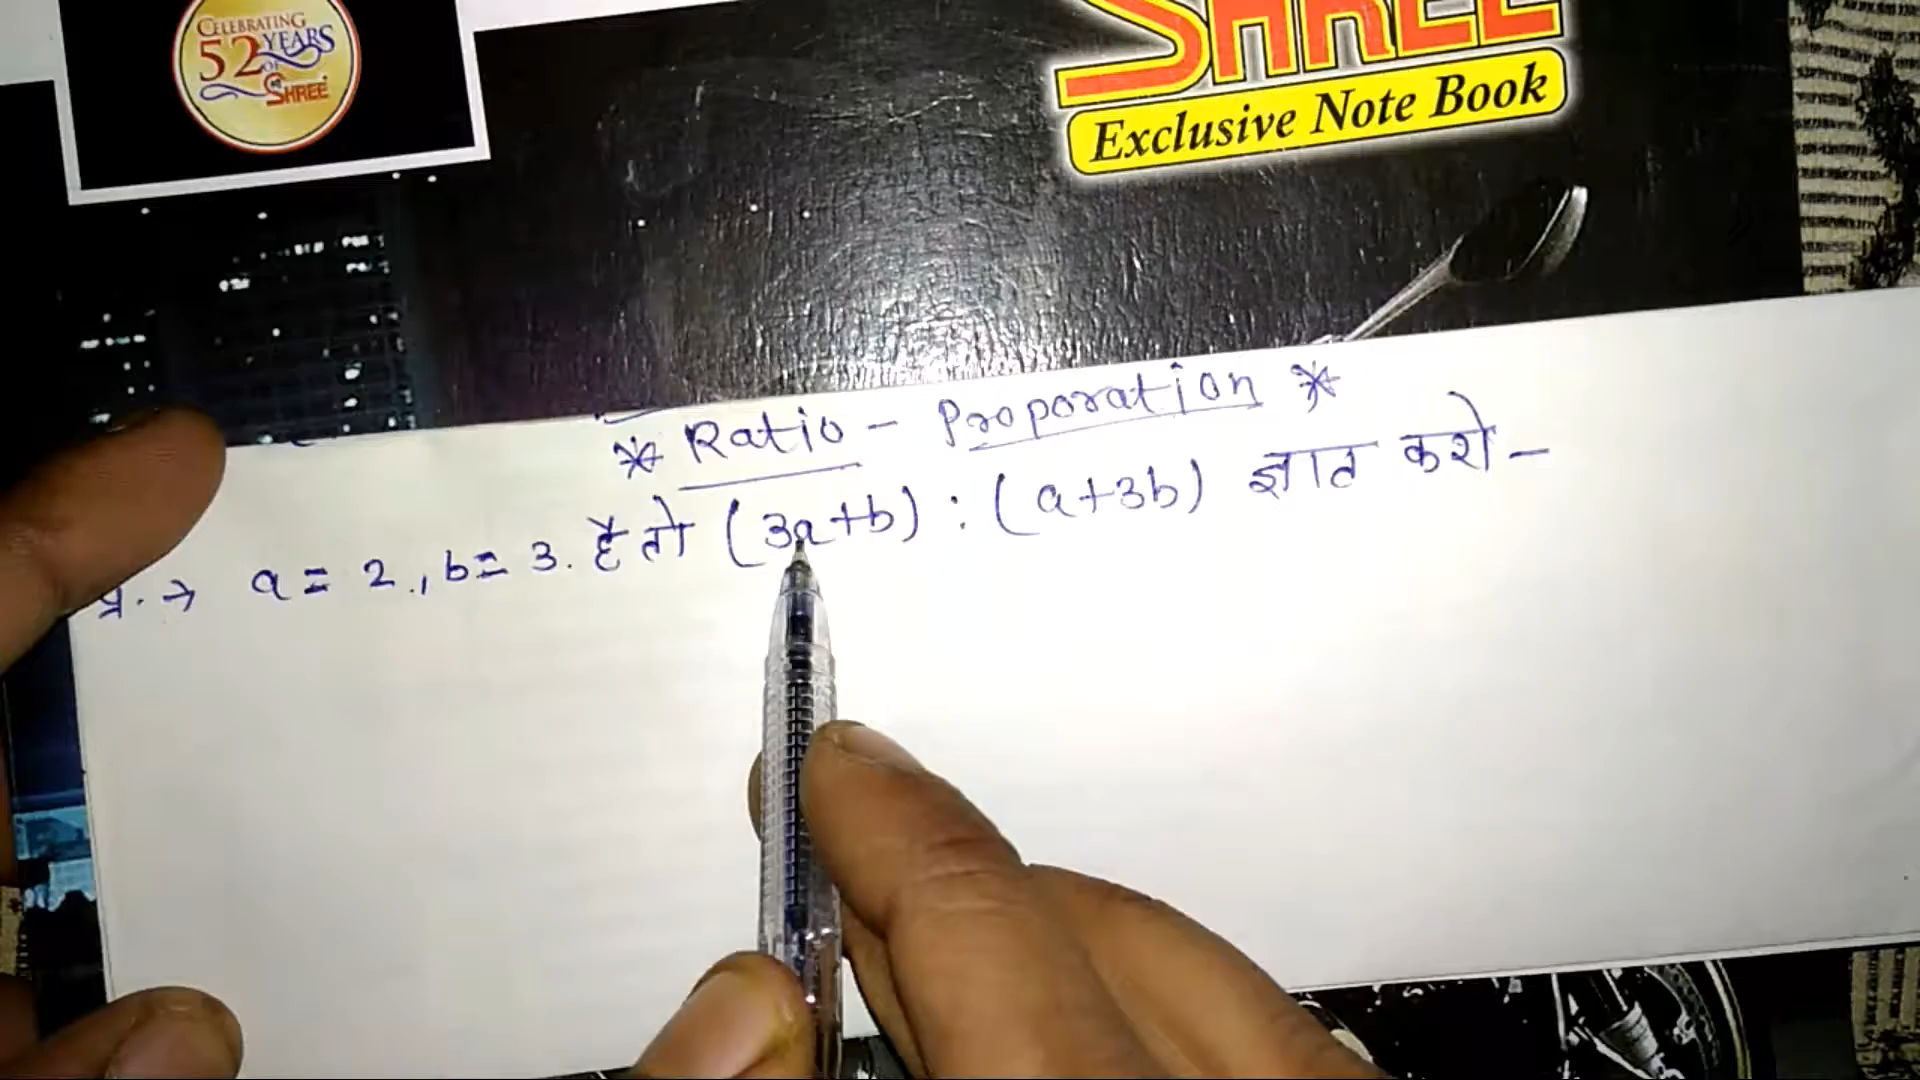 CELEBRATING
52 YEARS
OF
SHREE
SHREE
Exclusive Note Book
* Ratio - Proporation *
प्र. → a = 2., b = 3. है तो (3a+b) : (a+3b) ज्ञात करो -